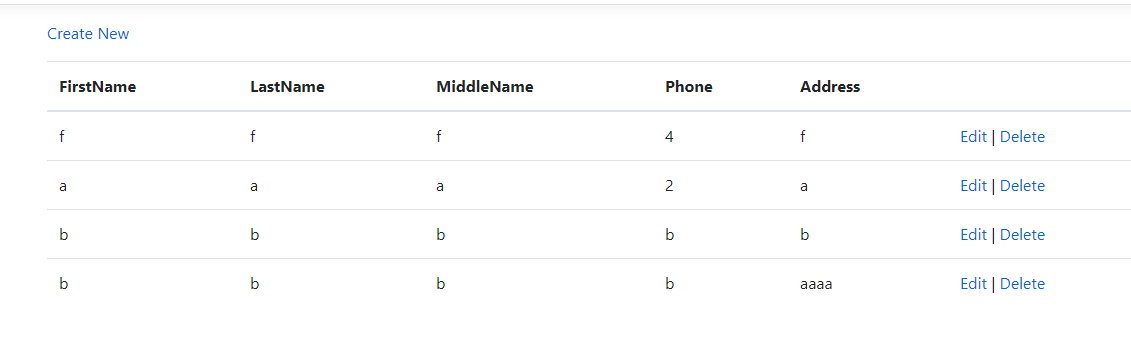 Create New
FirstName LastName MiddleName Phone Address
f f f 4 f Edit | Delete
a a a 2 a Edit | Delete
b b b b b Edit | Delete
b b b b aaaa Edit | Delete